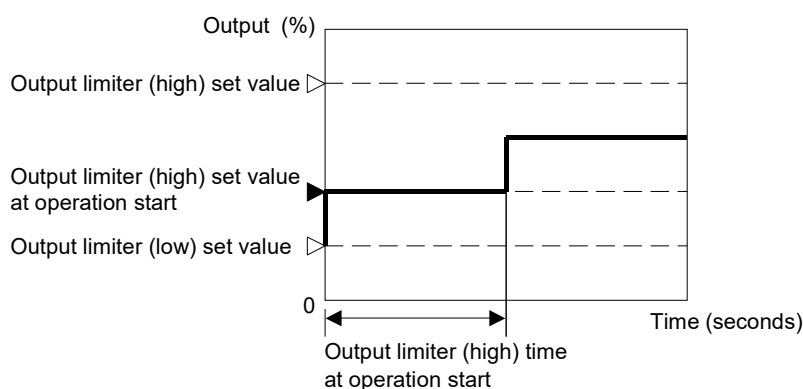 Output (%)
Output limiter (high) set value
Output limiter (high) set value
at operation start
Output limiter (low) set value
0
Time (seconds)
Output limiter (high) time
at operation start